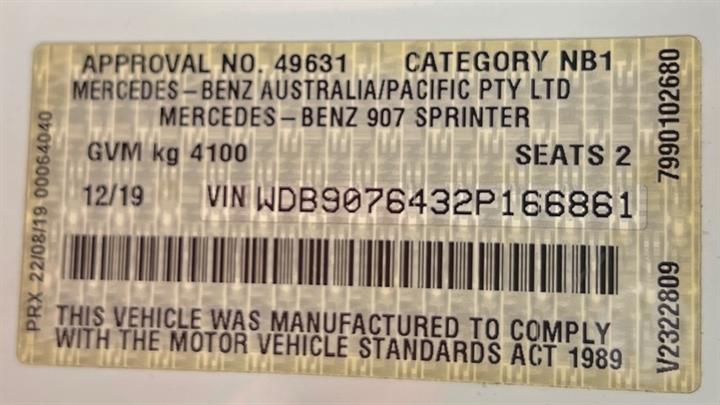 APPROVAL NO. 49631 CATEGORY NB1
MERCEDES-BENZ AUSTRALIA/PACIFIC PTY LTD
MERCEDES-BENZ 907 SPRINTER
GVM kg 4100 SEATS 2
12/19 VIN WDB9076432P166861
THIS VEHICLE WAS MANUFACTURED TO COMPLY
WITH THE MOTOR VEHICLE STANDARDS ACT 1989
PRX 22/08/19 00064040
V2322809 7990102680